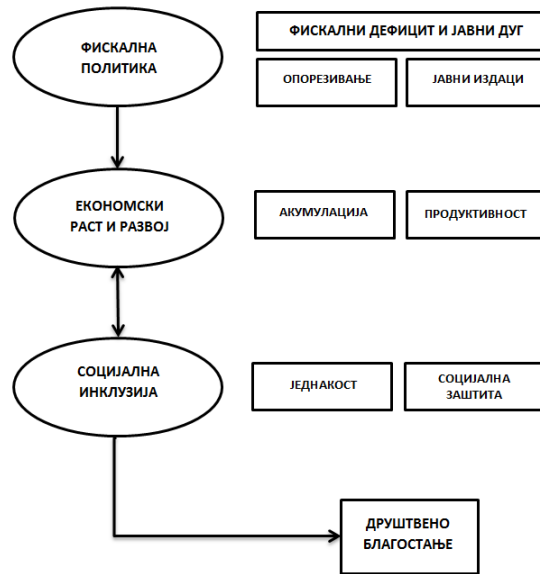 ФИСКАЛНА
ПОЛИТИКА
ФИСКАЛНИ ДЕФИЦИТ И ЈАВНИ ДУГ
ОПОРЕЗИВАЊЕ
ЈАВНИ ИЗДАЦИ
ЕКОНОМСКИ
РАСТ И РАЗВОЈ
АКУМУЛАЦИЈА
ПРОДУКТИВНОСТ
СОЦИЈАЛНА
ИНКЛУЗИЈА
ЈЕДНАКОСТ
СОЦИЈАЛНА
ЗАШТИТА
ДРУШТВЕНО
БЛАГОСТАЊЕ